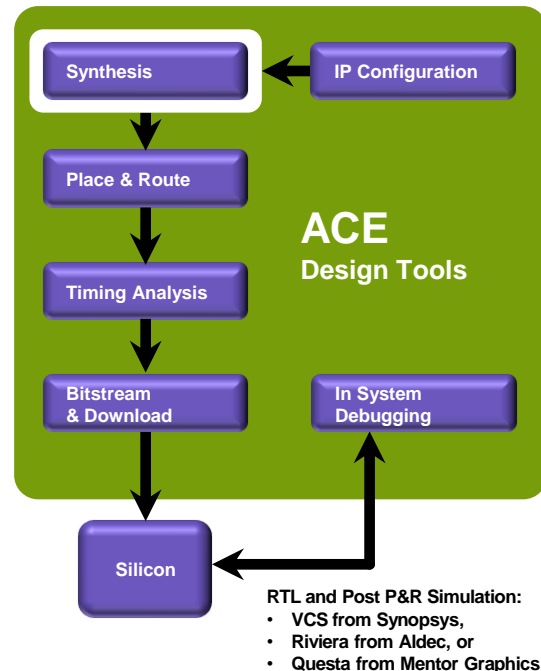 Synthesis
IP Configuration
Place & Route
ACE
Design Tools
Timing Analysis
Bitstream
& Download
In System
Debugging
Silicon
RTL and Post P&R Simulation:
• VCS from Synopsys,
• Riviera from Aldec, or
• Questa from Mentor Graphics